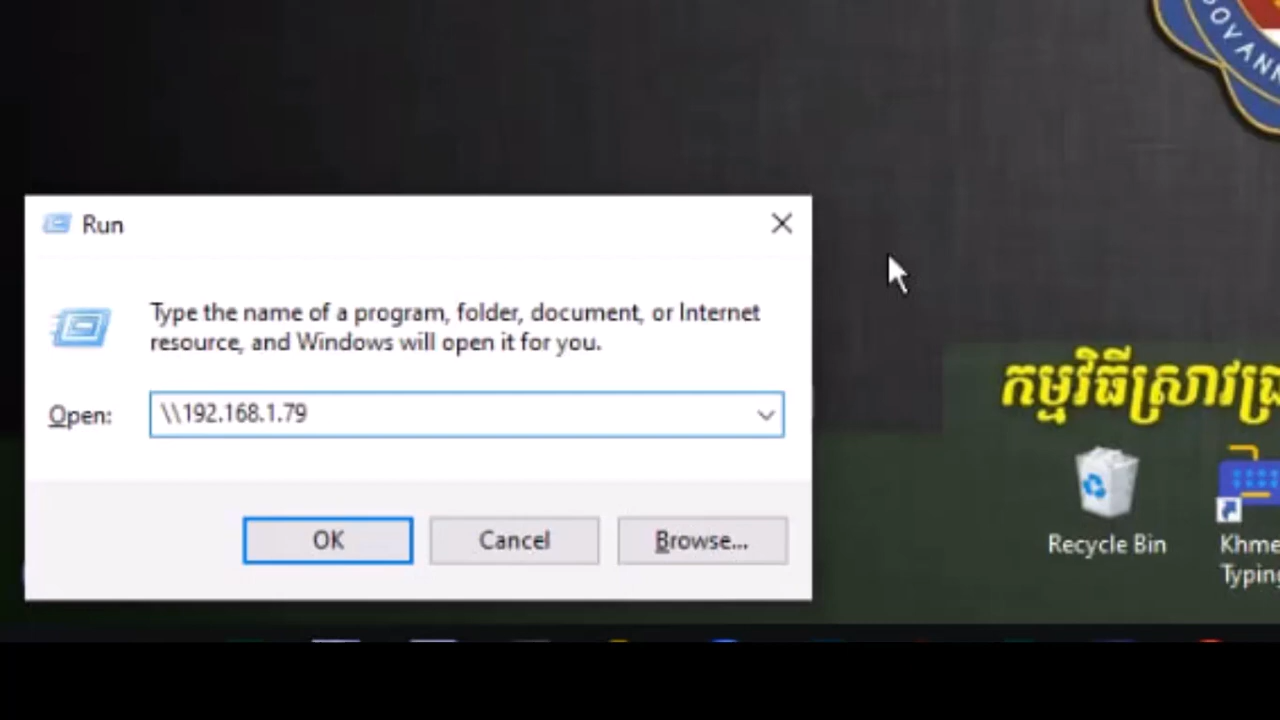 Run
Type the name of a program, folder, document, or Internet
resource, and Windows will open it for you.
Open:
\\192.168.1.79
OK
Cancel
Browse...
Recycle Bin